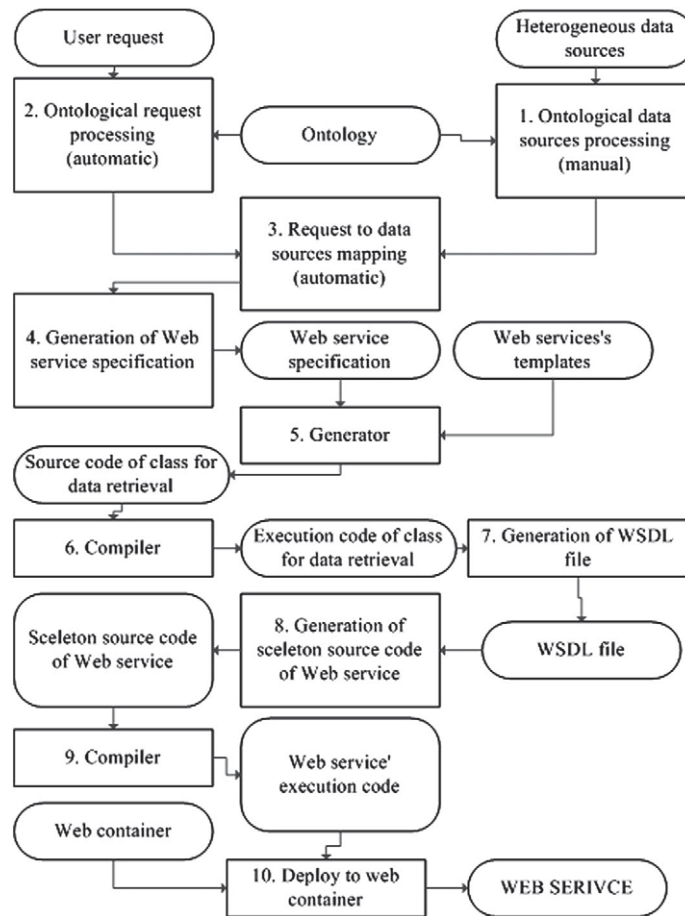 User request
Heterogeneous data
sources
2. Ontological request
processing
(automatic)
Ontology
1. Ontological data
sources processing
(manual)
3. Request to data
sources mapping
(automatic)
4. Generation of Web
service specification
Web service
specification
Web services's
templates
5. Generator
Source code of class for
data retrieval
6. Compiler
Execution code of class
for data retrieval
7. Generation of WSDL
file
Sceleton source code
of Web service
8. Generation of
sceleton source code
of Web service
WSDL file
9. Compiler
Web service'
execution code
Web container
10. Deploy to web
container
WEB SERIVCE